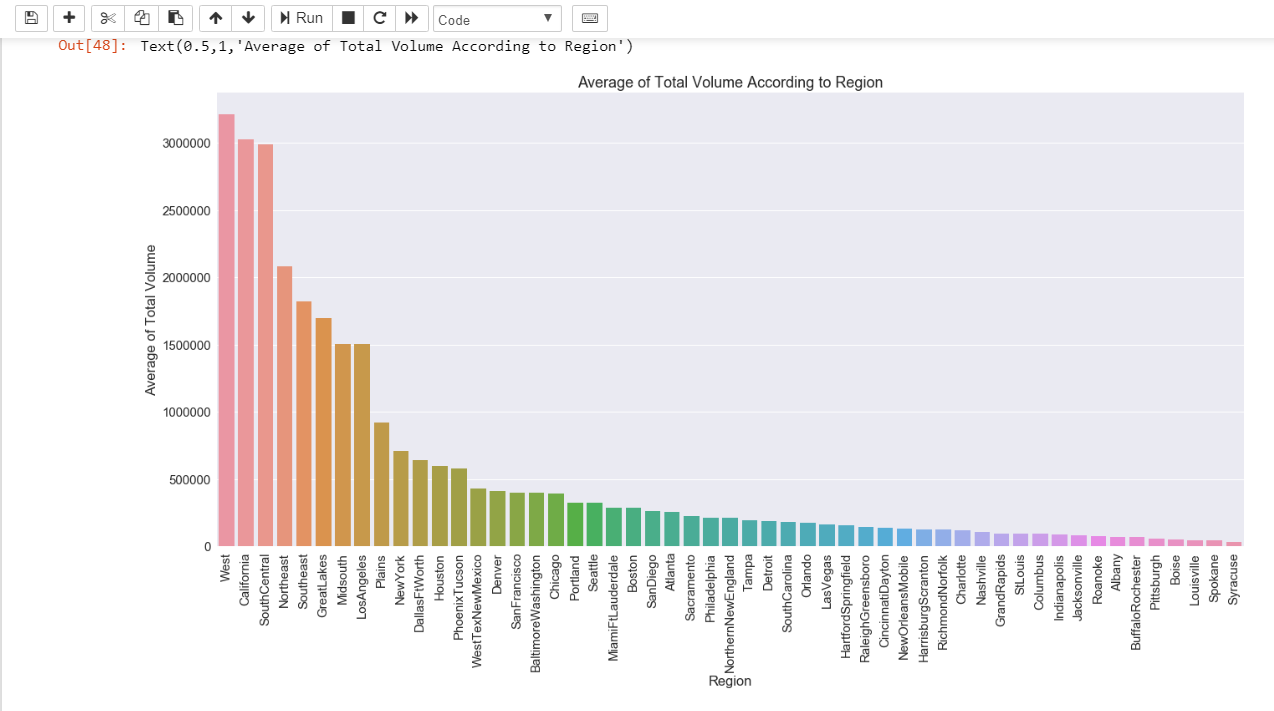 Run
Code
Out[48]: Text(0.5,1,'Average of Total Volume According to Region')
Average of Total Volume According to Region
Average of Total Volume
3000000
2500000
2000000
1500000
1000000
500000
0
West
California
SouthCentral
Northeast
Southeast
GreatLakes
Midsouth
LosAngeles
Plains
NewYork
DallasFtWorth
Houston
PhoenixTucson
WestTexNewMexico
Denver
SanFrancisco
BaltimoreWashington
Chicago
Portland
Seattle
MiamiFtLauderdale
Boston
SanDiego
Atlanta
Sacramento
Philadelphia
NorthernNewEngland
Tampa
Detroit
SouthCarolina
Orlando
LasVegas
HartfordSpringfield
RaleighGreensboro
CincinnatiDayton
NewOrleansMobile
HarrisburgScranton
RichmondNorfolk
Charlotte
Nashville
GrandRapids
StLouis
Columbus
Indianapolis
Jacksonville
Roanoke
Albany
BuffaloRochester
Pittsburgh
Boise
Louisville
Spokane
Syracuse
Region